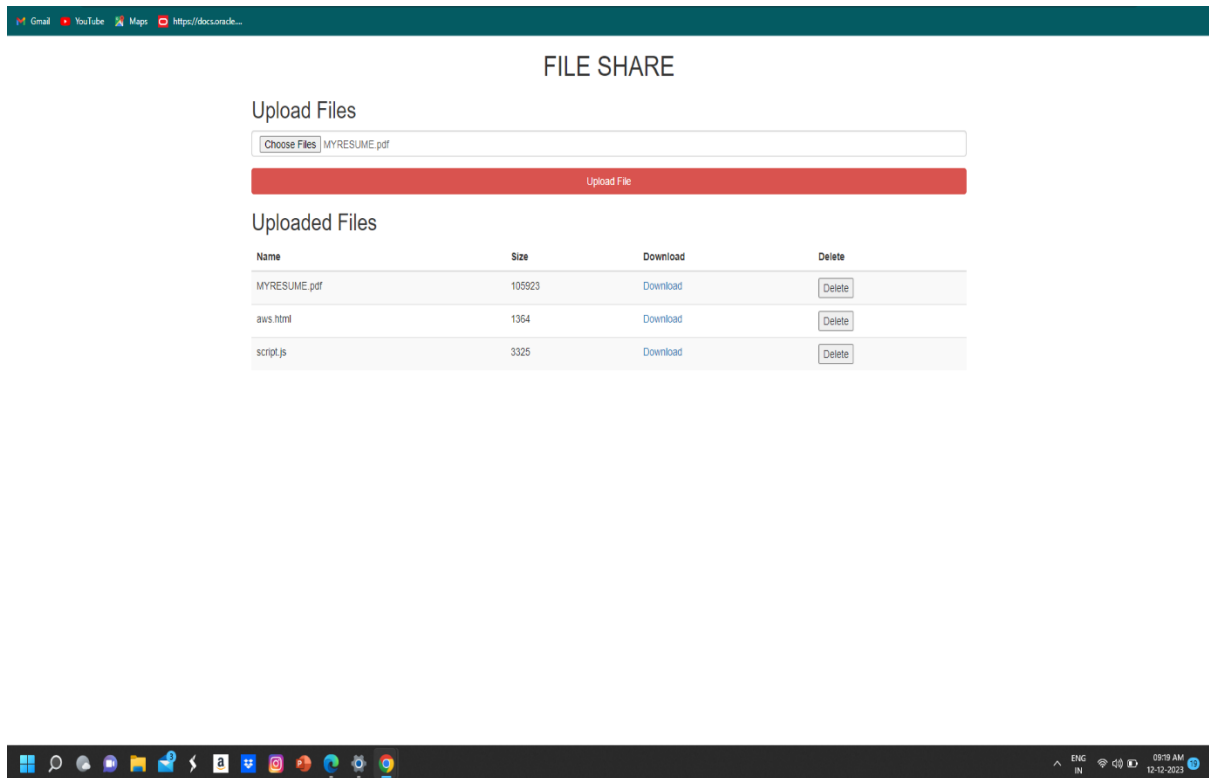 Gmail YouTube Maps https://docs.oracle....
FILE SHARE
Upload Files
Choose Files MYRESUME.pdf
Upload File
Uploaded Files
Name Size Download Delete
MYRESUME.pdf 105923 Download Delete
aws.html 1364 Download Delete
script.js 3325 Download Delete
3 a ENG 09:19 AM
IN 12-12-2023 19